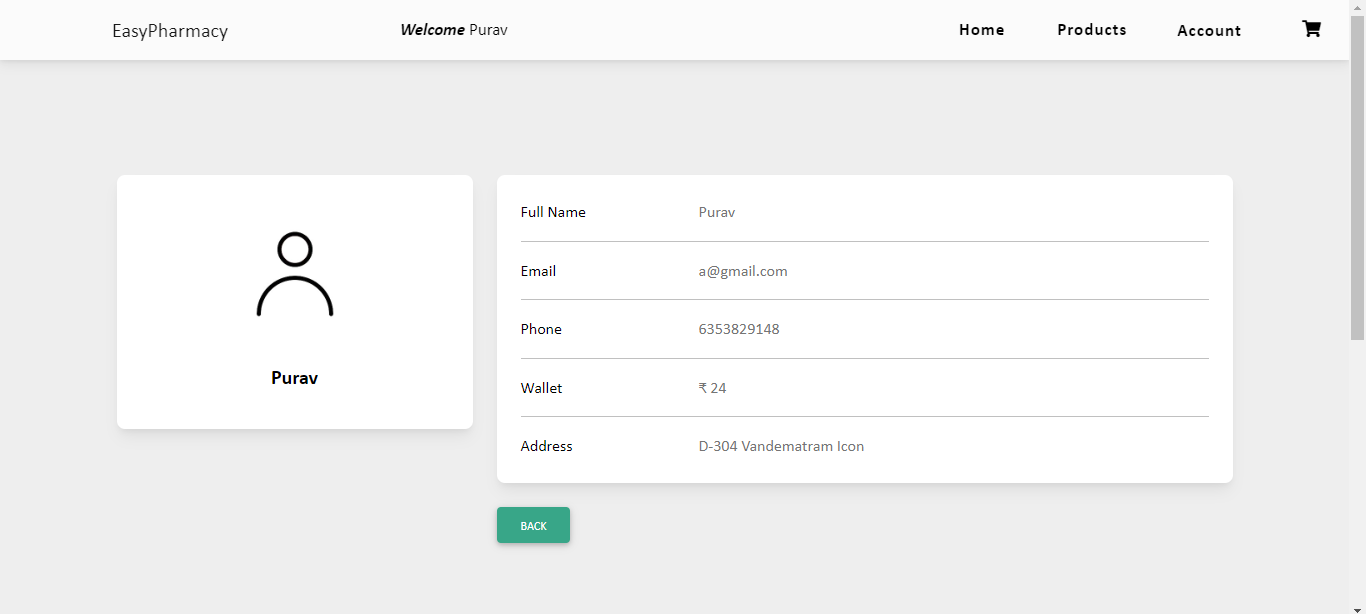 EasyPharmacy Welcome Purav Home Products Account
Purav
Full Name Purav
Email a@gmail.com
Phone 6353829148
Wallet ₹ 24
Address D-304 Vandematram Icon
BACK